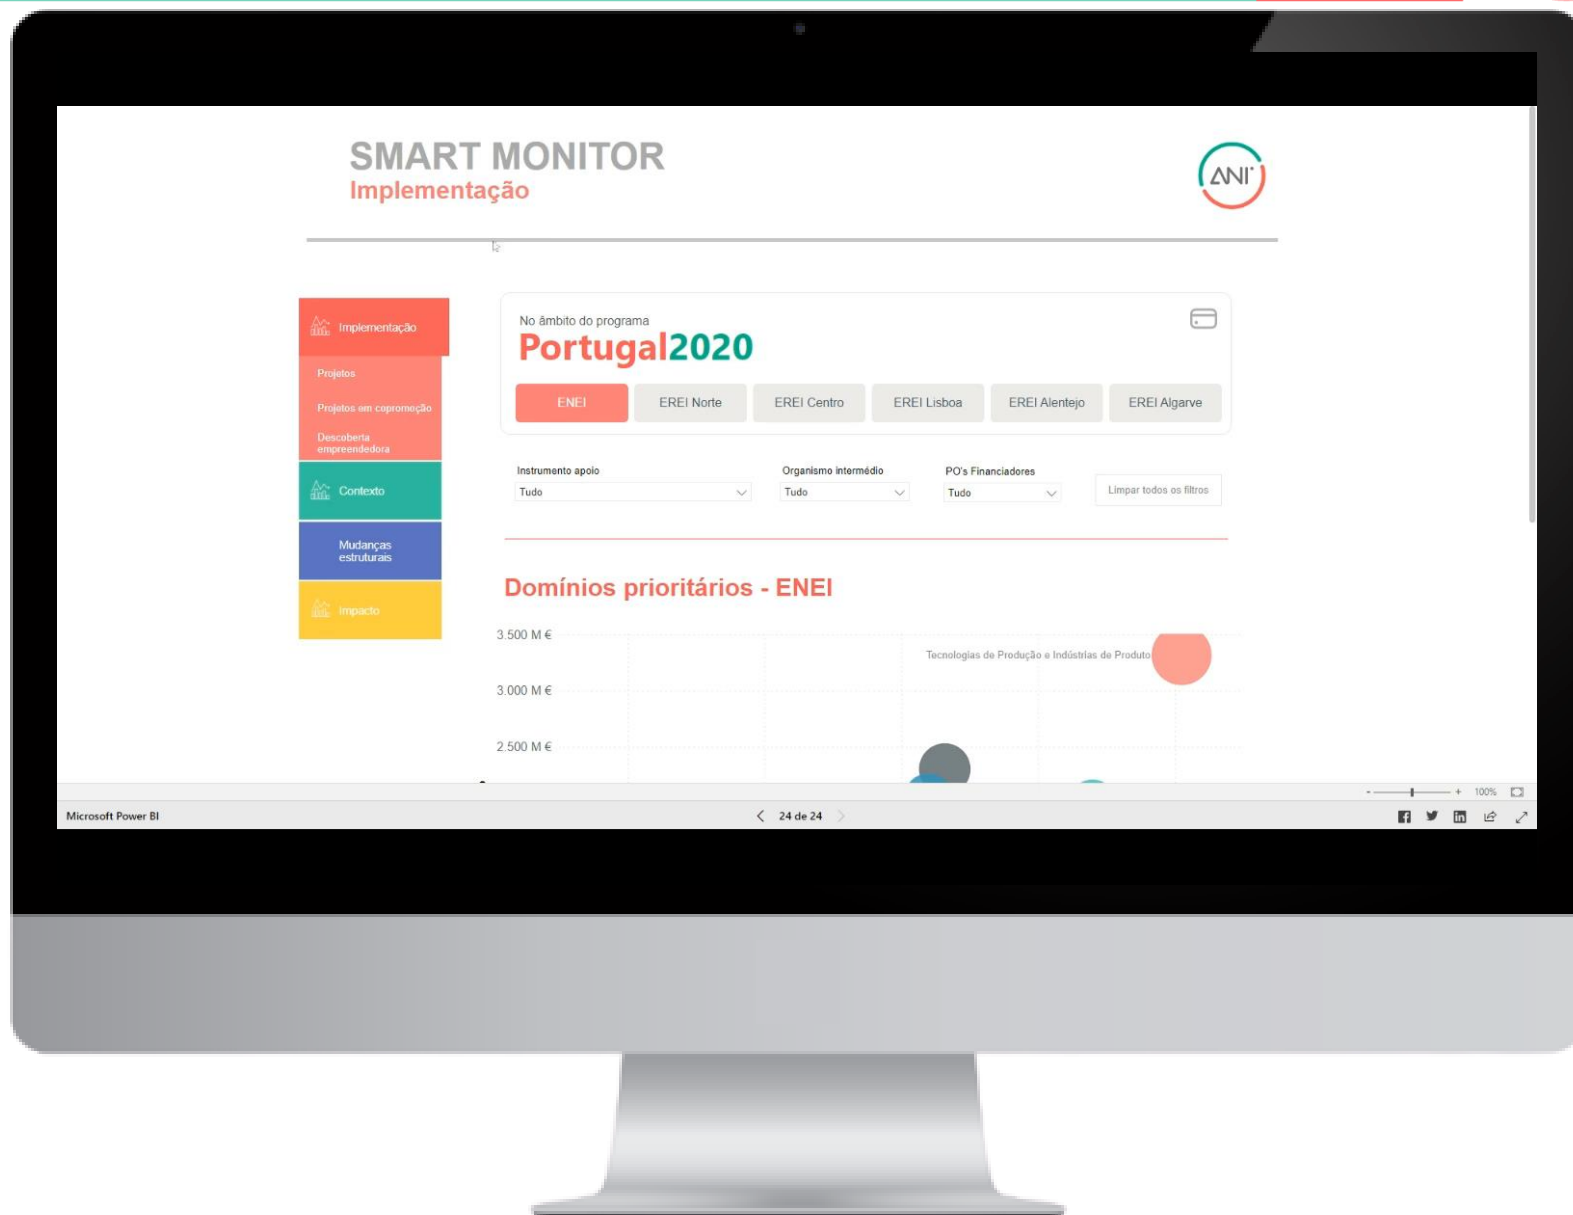 SMART MONITOR
Implementação
ANI
Implementação
Projetos
Projetos em copromoção
Descoberta
empreendedora
Contexto
Mudanças
estruturais
Impacto
No âmbito do programa
Portugal2020
ENEI
EREI Norte
EREI Centro
EREI Lisboa
EREI Alentejo
EREI Algarve
Instrumento apoio
Tudo
Organismo intermédio
Tudo
PO's Financiadores
Tudo
Limpar todos os filtros
Domínios prioritários - ENEI
3.500 M €
Tecnologias de Produção e Indústrias de Produto
3.000 M €
2.500 M €
- + 100%
Microsoft Power BI
< 24 de 24 >